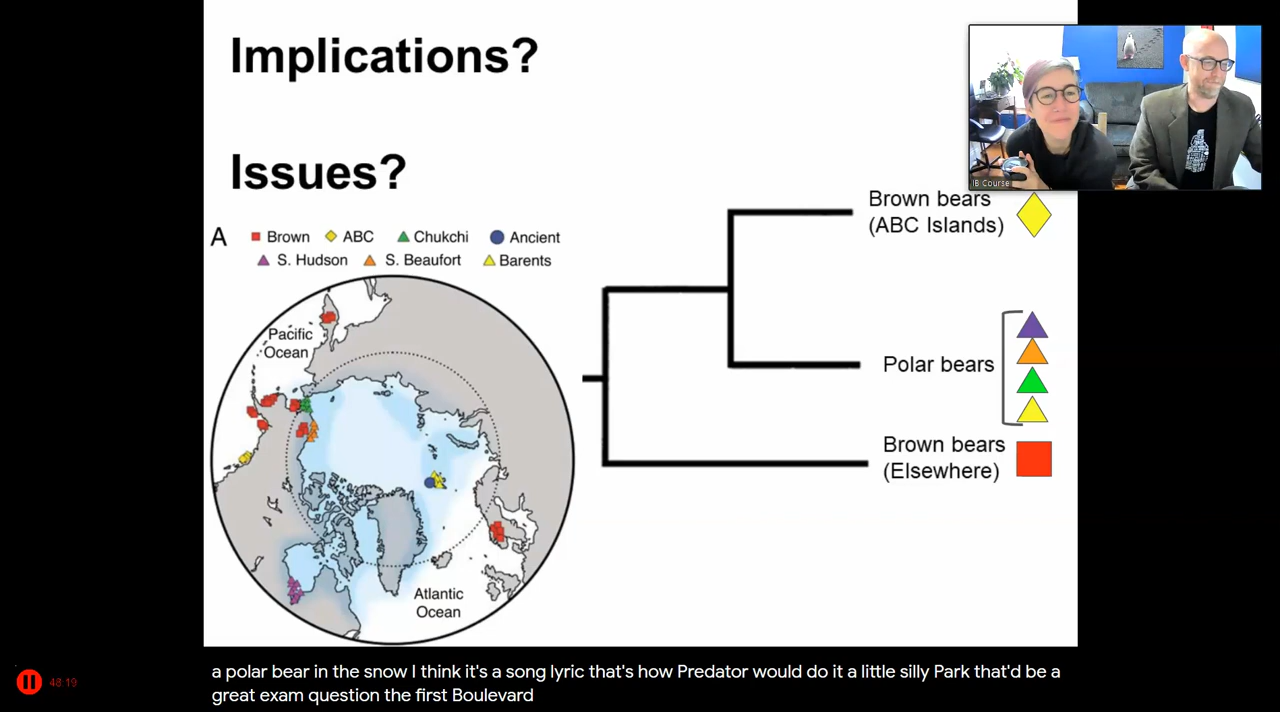 Implications?
Issues?
IB Course
A
Brown
ABC
Chukchi
Ancient
S. Hudson
S. Beaufort
Barents
Pacific
Ocean
Atlantic
Ocean
Brown bears
(ABC Islands)
Polar bears
Brown bears
(Elsewhere)
48:19
a polar bear in the snow I think it's a song lyric that's how Predator would do it a little silly Park that'd be a
great exam question the first Boulevard